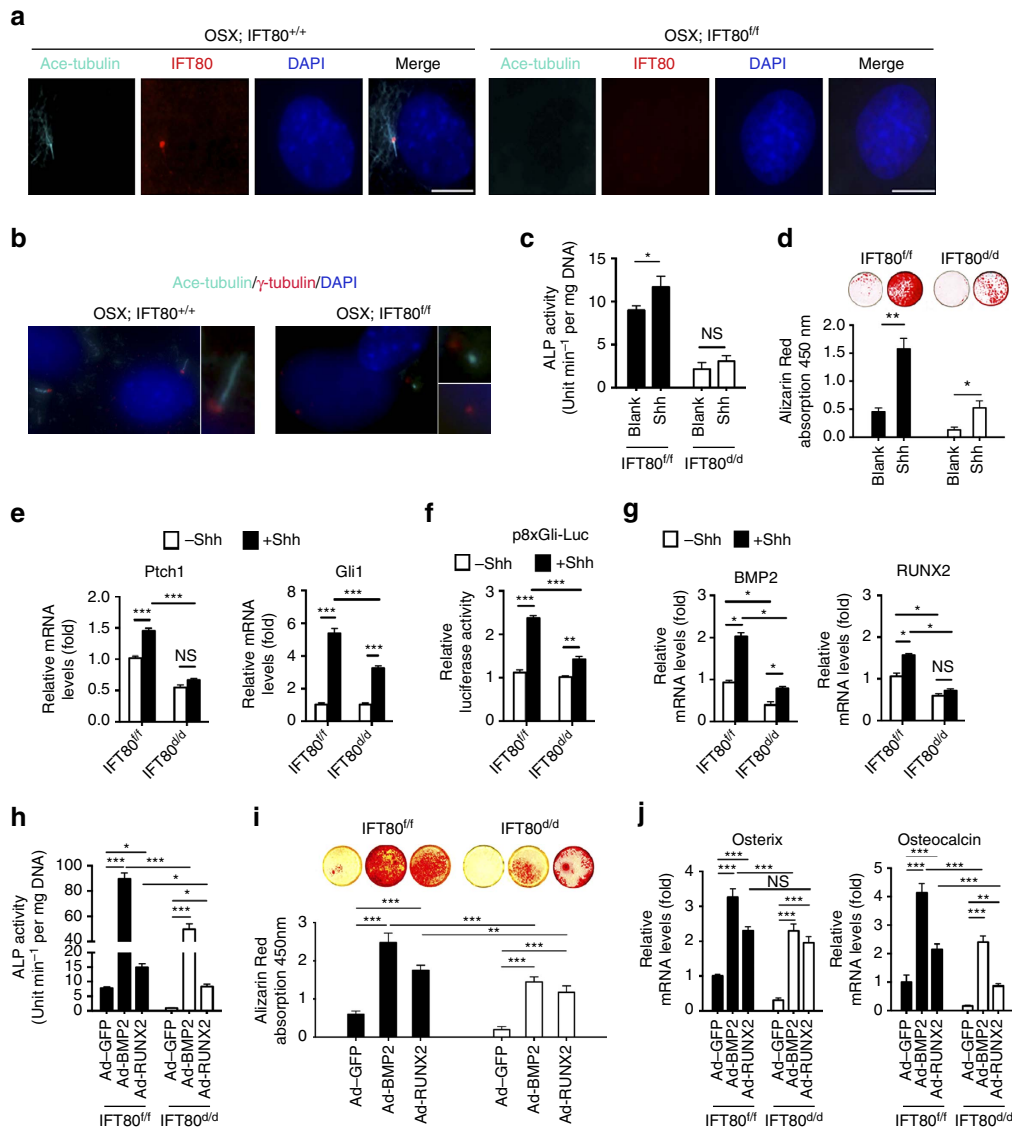 a
OSX; IFT80+/+
OSX; IFT80f/f
Ace-tubulin IFT80 DAPI Merge
Ace-tubulin IFT80 DAPI Merge
b
Ace-tubulin/γ-tubulin/DAPI
OSX; IFT80+/+
OSX; IFT80f/f
c
ALP activity
(Unit min−1 per mg DNA)
15
10
5
0
*
NS
Blank Shh Blank Shh
IFT80f/f IFT80d/d
d
IFT80f/f IFT80d/d
Alizarin Red
absorption 450 nm
2.0
1.5
1.0
0.5
0.0
**
*
Blank Shh Blank Shh
e
–Shh +Shh
Ptch1
Relative mRNA
levels (fold)
2.0
1.5
1.0
0.5
0.0
***
***
NS
IFT80f/f IFT80d/d
Gli1
Relative mRNA
levels (fold)
8
6
4
2
0
***
***
***
IFT80f/f IFT80d/d
f
p8xGli-Luc
–Shh +Shh
Relative
luciferase activity
3
2
1
0
***
***
**
IFT80f/f IFT80d/d
g
–Shh +Shh
BMP2
Relative
mRNA levels (fold)
3
2
1
0
*
*
*
*
IFT80f/f IFT80d/d
RUNX2
Relative
mRNA levels (fold)
3
2
1
0
*
*
*
NS
IFT80f/f IFT80d/d
h
ALP activity
(Unit min−1 per mg DNA)
100
80
60
40
10
5
0
*
*** ***
*
***
Ad–GFP Ad-BMP2 Ad-RUNX2 Ad–GFP Ad-BMP2 Ad-RUNX2
IFT80f/f IFT80d/d
i
IFT80f/f IFT80d/d
Alizarin Red
absorption 450nm
3
2
1
0
***
*** ***
**
***
***
Ad–GFP Ad-BMP2 Ad-RUNX2 Ad–GFP Ad-BMP2 Ad-RUNX2
j
Osterix
Relative
mRNA levels (fold)
4
3
2
1
0
***
*** ***
NS
***
***
Ad–GFP Ad-BMP2 Ad-RUNX2 Ad–GFP Ad-BMP2 Ad-RUNX2
IFT80f/f IFT80d/d
Osteocalcin
Relative
mRNA levels (fold)
5
4
3
2
1
0
***
*** ***
***
**
***
Ad–GFP Ad-BMP2 Ad-RUNX2 Ad–GFP Ad-BMP2 Ad-RUNX2
IFT80f/f IFT80d/d